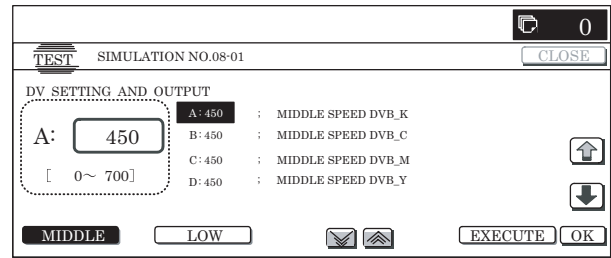 0
TEST SIMULATION NO.08-01 CLOSE
DV SETTING AND OUTPUT
A: 450
[ 0~ 700]
A:450 ; MIDDLE SPEED DVB_K
B:450 ; MIDDLE SPEED DVB_C
C:450 ; MIDDLE SPEED DVB_M
D:450 ; MIDDLE SPEED DVB_Y
MIDDLE LOW EXECUTE OK